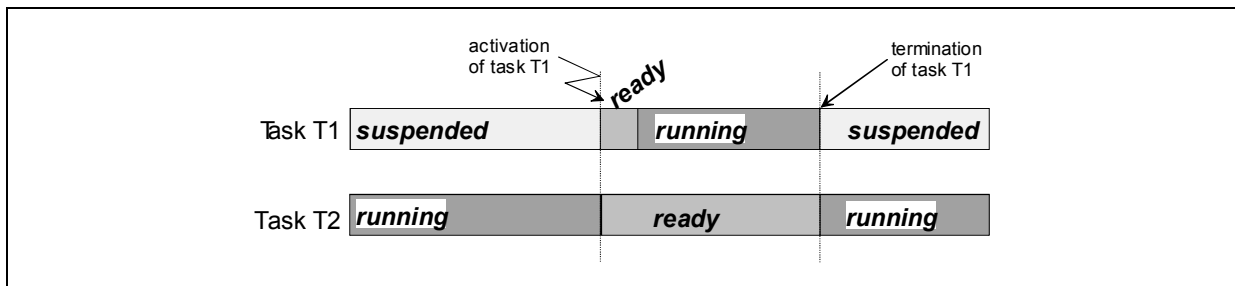 activation
of task T1
ready
termination
of task T1
Task T1 suspended running suspended
Task T2 running ready running